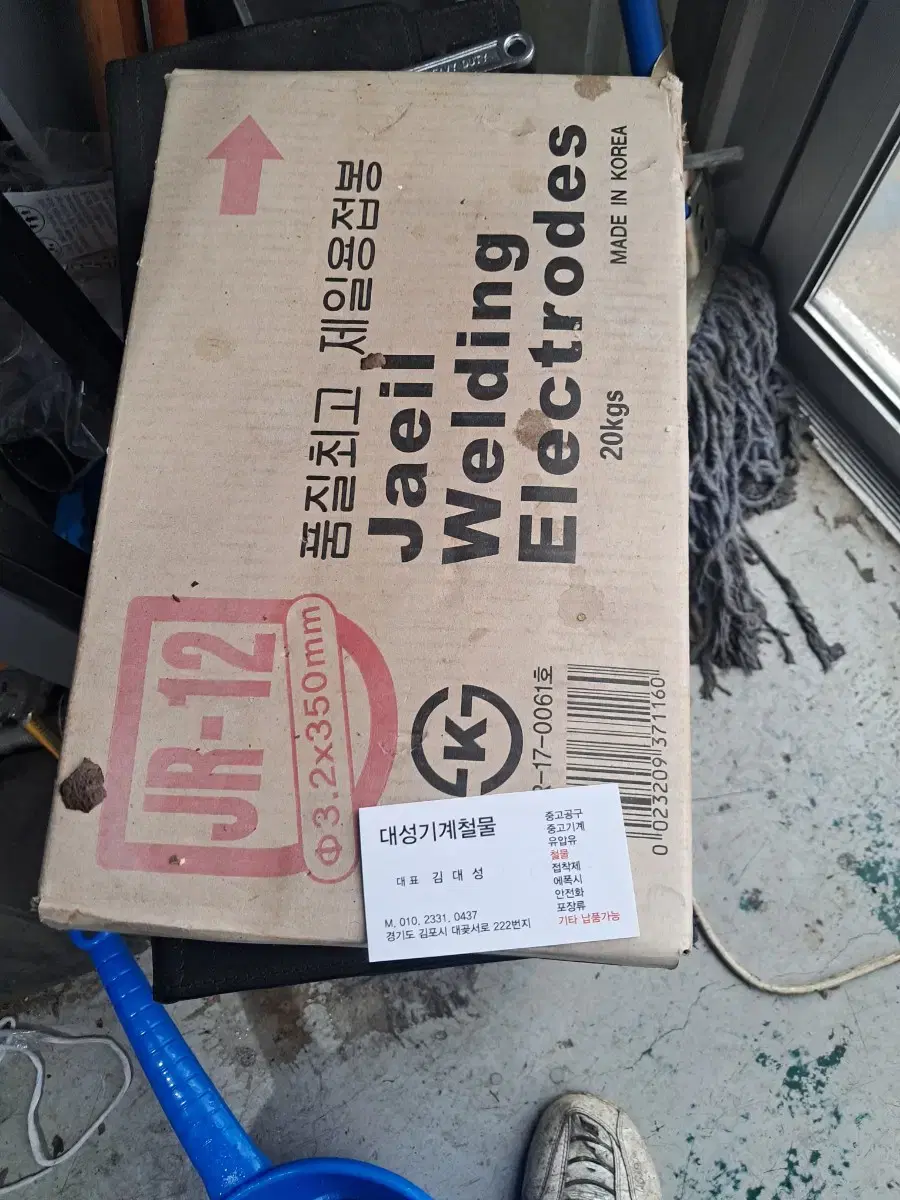 HEAVY DUTY
품질최고 제일용접봉
Jaeil
Welding
Electrodes
20kgs
MADE IN KOREA
JR-12
Φ3.2x350mm
K
-17-0061호
0 023209 371160
대성기계철물
대표 김 대 성
M. 010. 2331. 0437
경기도 김포시 대곶서로 222번지
중고공구
중고기계
유압유
철물
접착제
에폭시
안전화
포장류
기타 납품가능